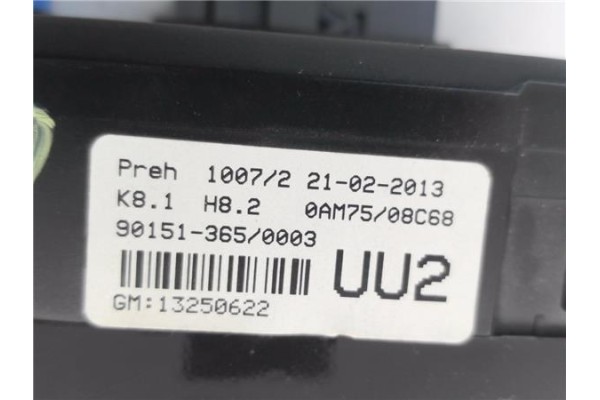 Preh 1007/2 21-02-2013
K8.1 H8.2 0AM75/08C68
90151-365/0003
UU2
GM:13250622